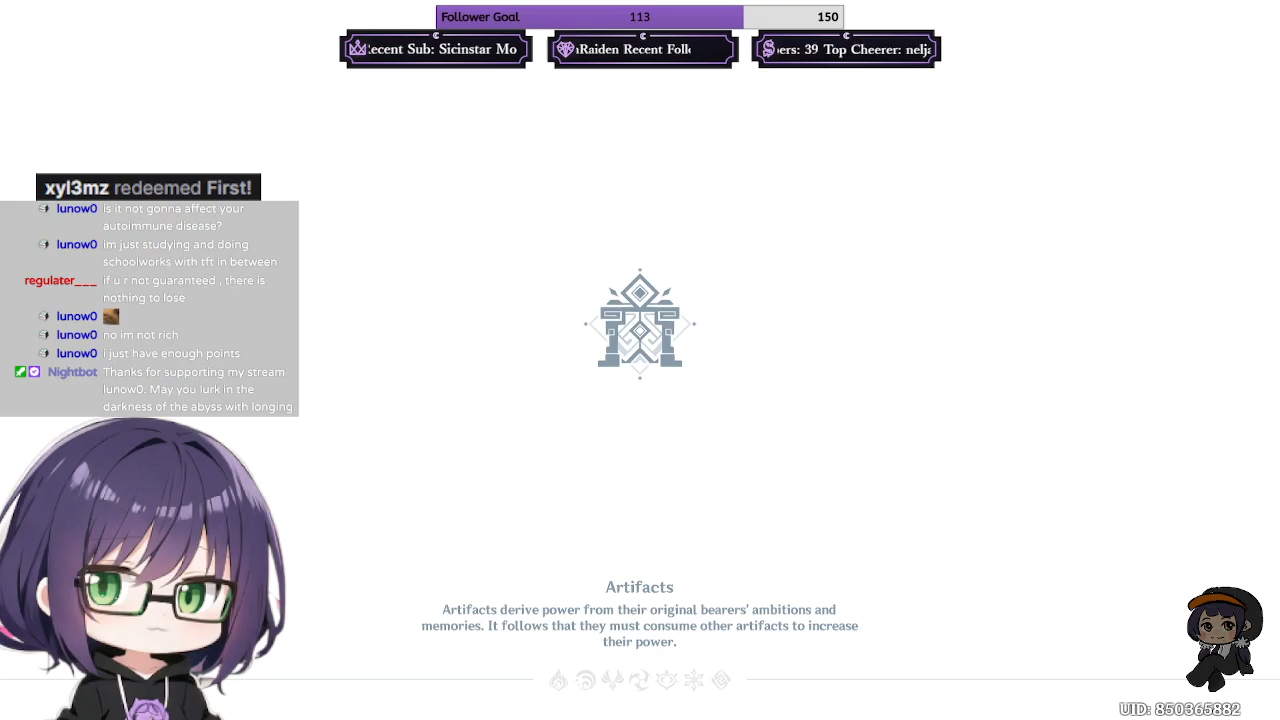 Follower Goal 113 150
ecent Sub: Sicinstar Mo
Raiden Recent Foll
ers: 39 Top Cheerer: nelja
xyl3mz redeemed First!
lunow0 is it not gonna affect your
autoimmune disease?
lunow0 im just studying and doing
schoolworks with tft in between
regulater___ if u r not guaranteed , there is
nothing to lose
lunow0
lunow0 no im not rich
lunow0 i just have enough points
Nightbot Thanks for supporting my stream
lunow0. May you lurk in the
darkness of the abyss with longing.
Artifacts
Artifacts derive power from their original bearers' ambitions and
memories. It follows that they must consume other artifacts to increase
their power.
UID: 850365882